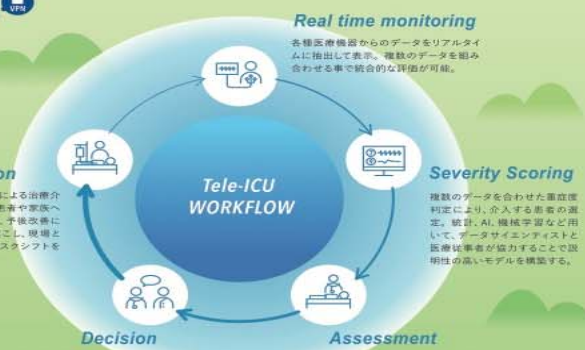 VPN
Real time monitoring
各種医療機器からのデータをリアルタイ
ムに抽出して表示。複数のデータを組み
合わせる事で統合的な評価が可能。
Tele-ICU
WORKFLOW
Severity Scoring
複数のデータを合わせた重症度
判定により、介入する患者の選
定。統計、AI、機械学習など用
いて、データサイエンティストと
医療従事者が協力することで説
明性の高いモデルを構築する。
on
による治療介
患者や家族へ
予後改善に
こし、現場と
スクシフトを
Decision
Assessment